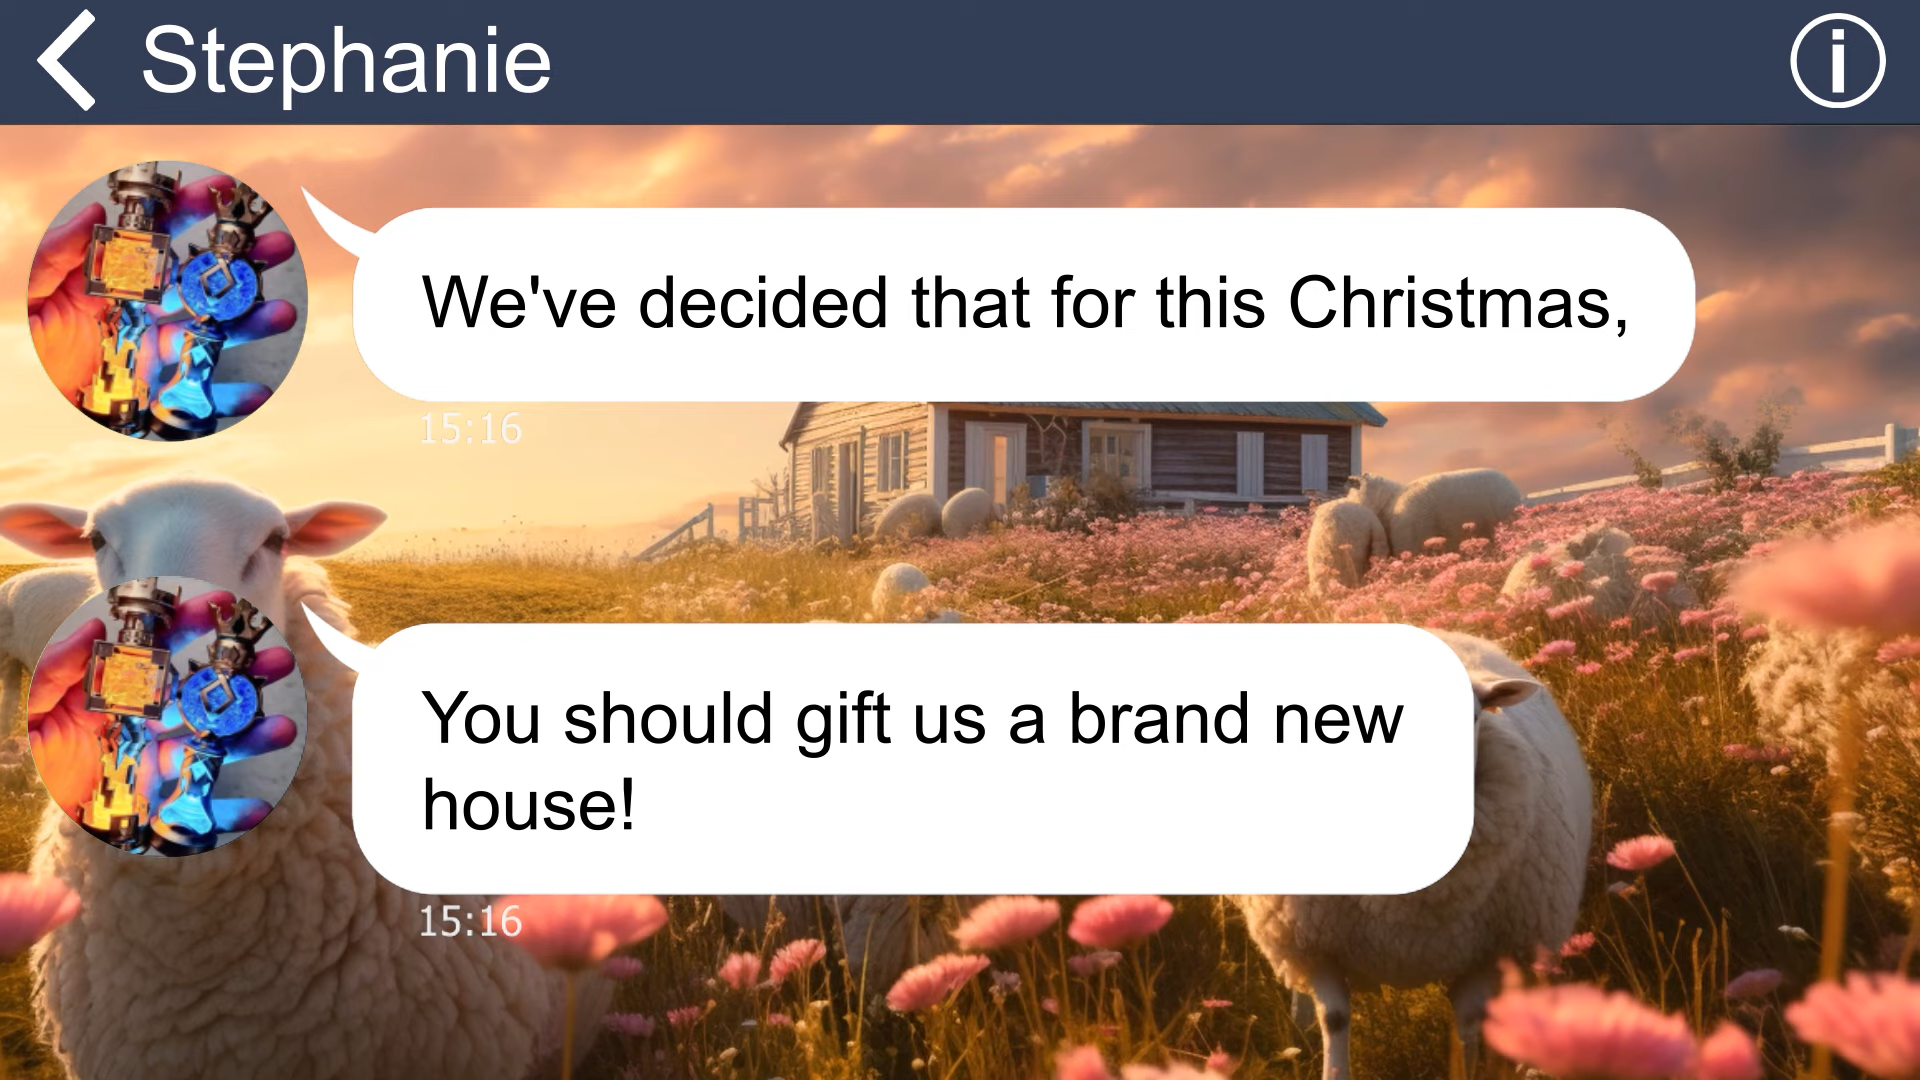 Stephanie
We've decided that for this Christmas,
15:16
You should gift us a brand new
house!
15:16